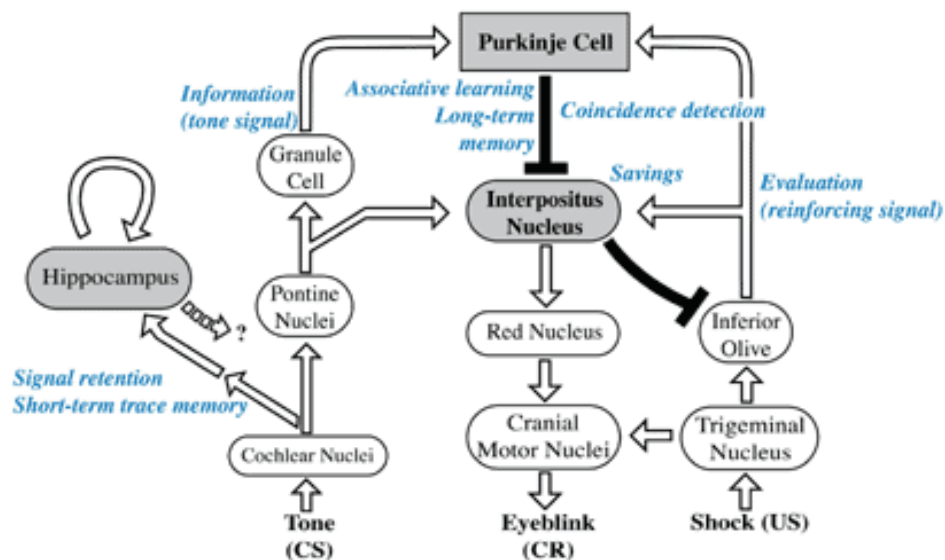 Purkinje Cell
Information
(tone signal)
Associative learning
Long-term
memory
Coincidence detection
Granule
Cell
Savings
Interpositus
Nucleus
Evaluation
(reinforcing signal)
Hippocampus
Pontine
Nuclei
?
Red Nucleus
Inferior
Olive
Signal retention
Short-term trace memory
Cranial
Motor Nuclei
Trigeminal
Nucleus
Cochlear Nuclei
Tone
(CS)
Eyeblink
(CR)
Shock (US)